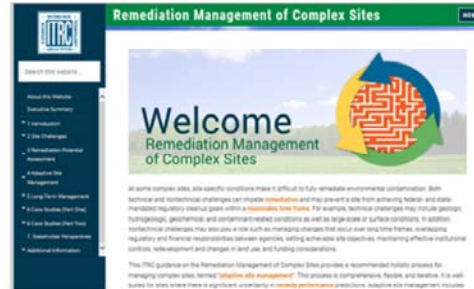 Remediation Management of Complex Sites
HOME
ITRC
Search this website
About this Website
Executive Summary
1 Introduction
2 Site Challenges
3 Remediation Potential
Assessment
4 Adaptive Site
Management
5 Long-Term Management
6 Case Studies (Part One)
6 Case Studies (Part Two)
7. Stakeholder Perspectives
Additional Information
Welcome
Remediation Management
of Complex Sites
At some complex sites, site-specific conditions make it difficult to fully remediate environmental contamination. Both
technical and nontechnical challenges can impede remediation and may prevent a site from achieving federal- and state-
mandated regulatory cleanup goals within a reasonable time frame. For example, technical challenges may include geologic,
hydrogeologic, geochemical, and contaminant-related conditions as well as large-scale or surface conditions. In addition,
nontechnical challenges may also play a role such as managing changes that occur over long time frames, overlapping
regulatory and financial responsibilities between agencies, setting achievable site objectives, maintaining effective institutional
controls, redevelopment and changes in land use, and funding considerations.
This ITRC guidance on the Remediation Management of Complex Sites provides a recommended holistic process for
managing complex sites, termed "adaptive site management". This process is comprehensive, flexible, and iterative. It is well-
suited for sites where there is significant uncertainty in remedy performance predictions. Adaptive site management includes